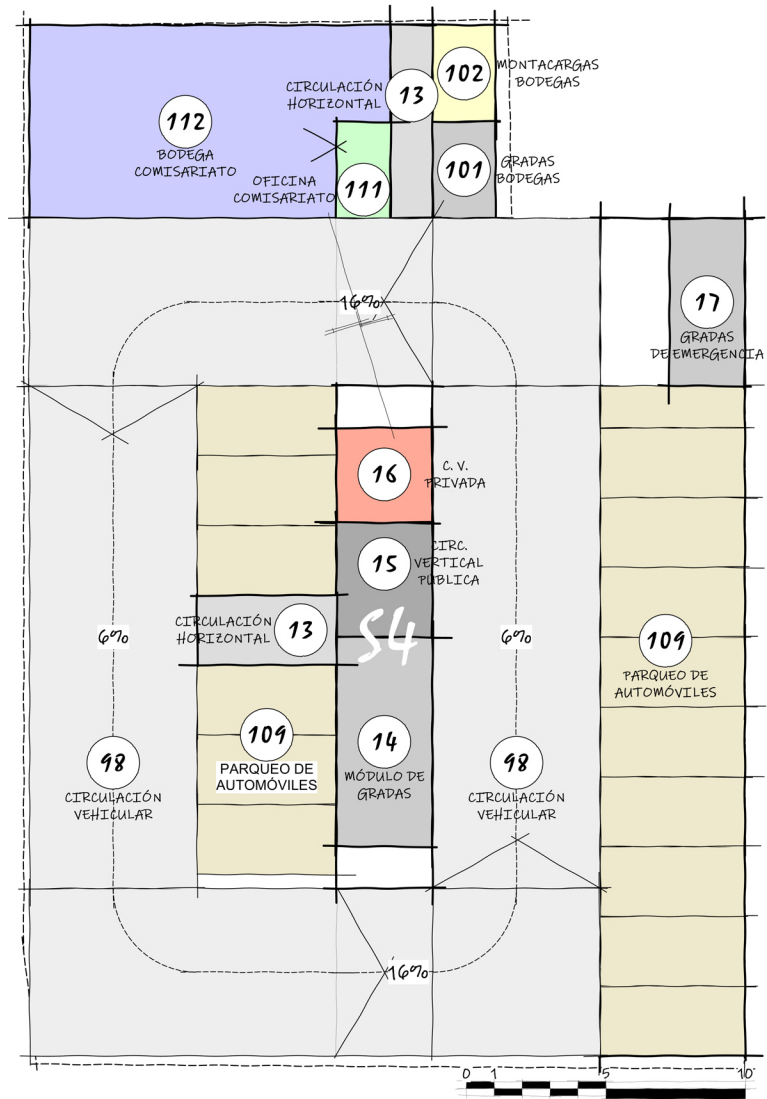 102
MONTACARGAS
BODEGAS
CIRCULACIÓN
HORIZONTAL
13
112
BODEGA
COMISARIATO
101
GRADAS
BODEGAS
OFICINA
COMISARIATO
111
16%
17
GRADAS
DE EMERGENCIA
16
C. V.
PRIVADA
15
CIRC.
VERTICAL
PUBLICA
CIRCULACIÓN
HORIZONTAL
13
S4
6%
6%
109
PARQUEO DE
AUTOMÓVILES
109
PARQUEO DE
AUTOMÓVILES
14
MÓDULO DE
GRADAS
98
CIRCULACIÓN
VEHICULAR
98
CIRCULACIÓN
VEHICULAR
16%
0 1 5 10